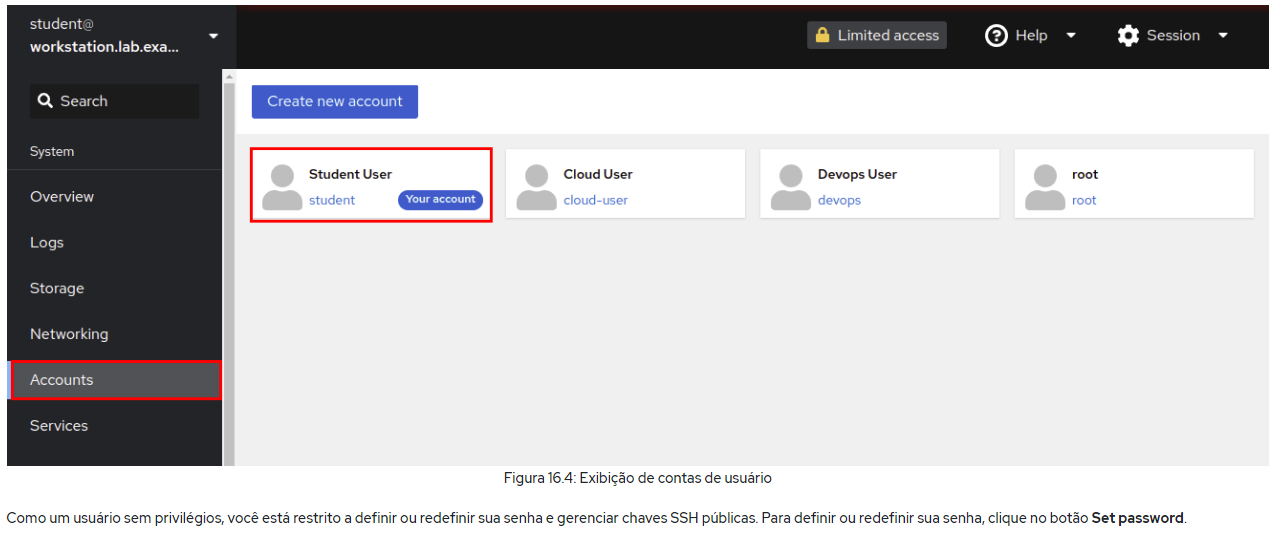 student@
workstation.lab.exa...
Limited access
Help
Session
Search
Create new account
System
Overview
Logs
Storage
Networking
Accounts
Services
Student User
student
Your account
Cloud User
cloud-user
Devops User
devops
root
root
Figura 16.4: Exibição de contas de usuário
Como um usuário sem privilégios, você está restrito a definir ou redefinir sua senha e gerenciar chaves SSH públicas. Para definir ou redefinir sua senha, clique no botão Set password.